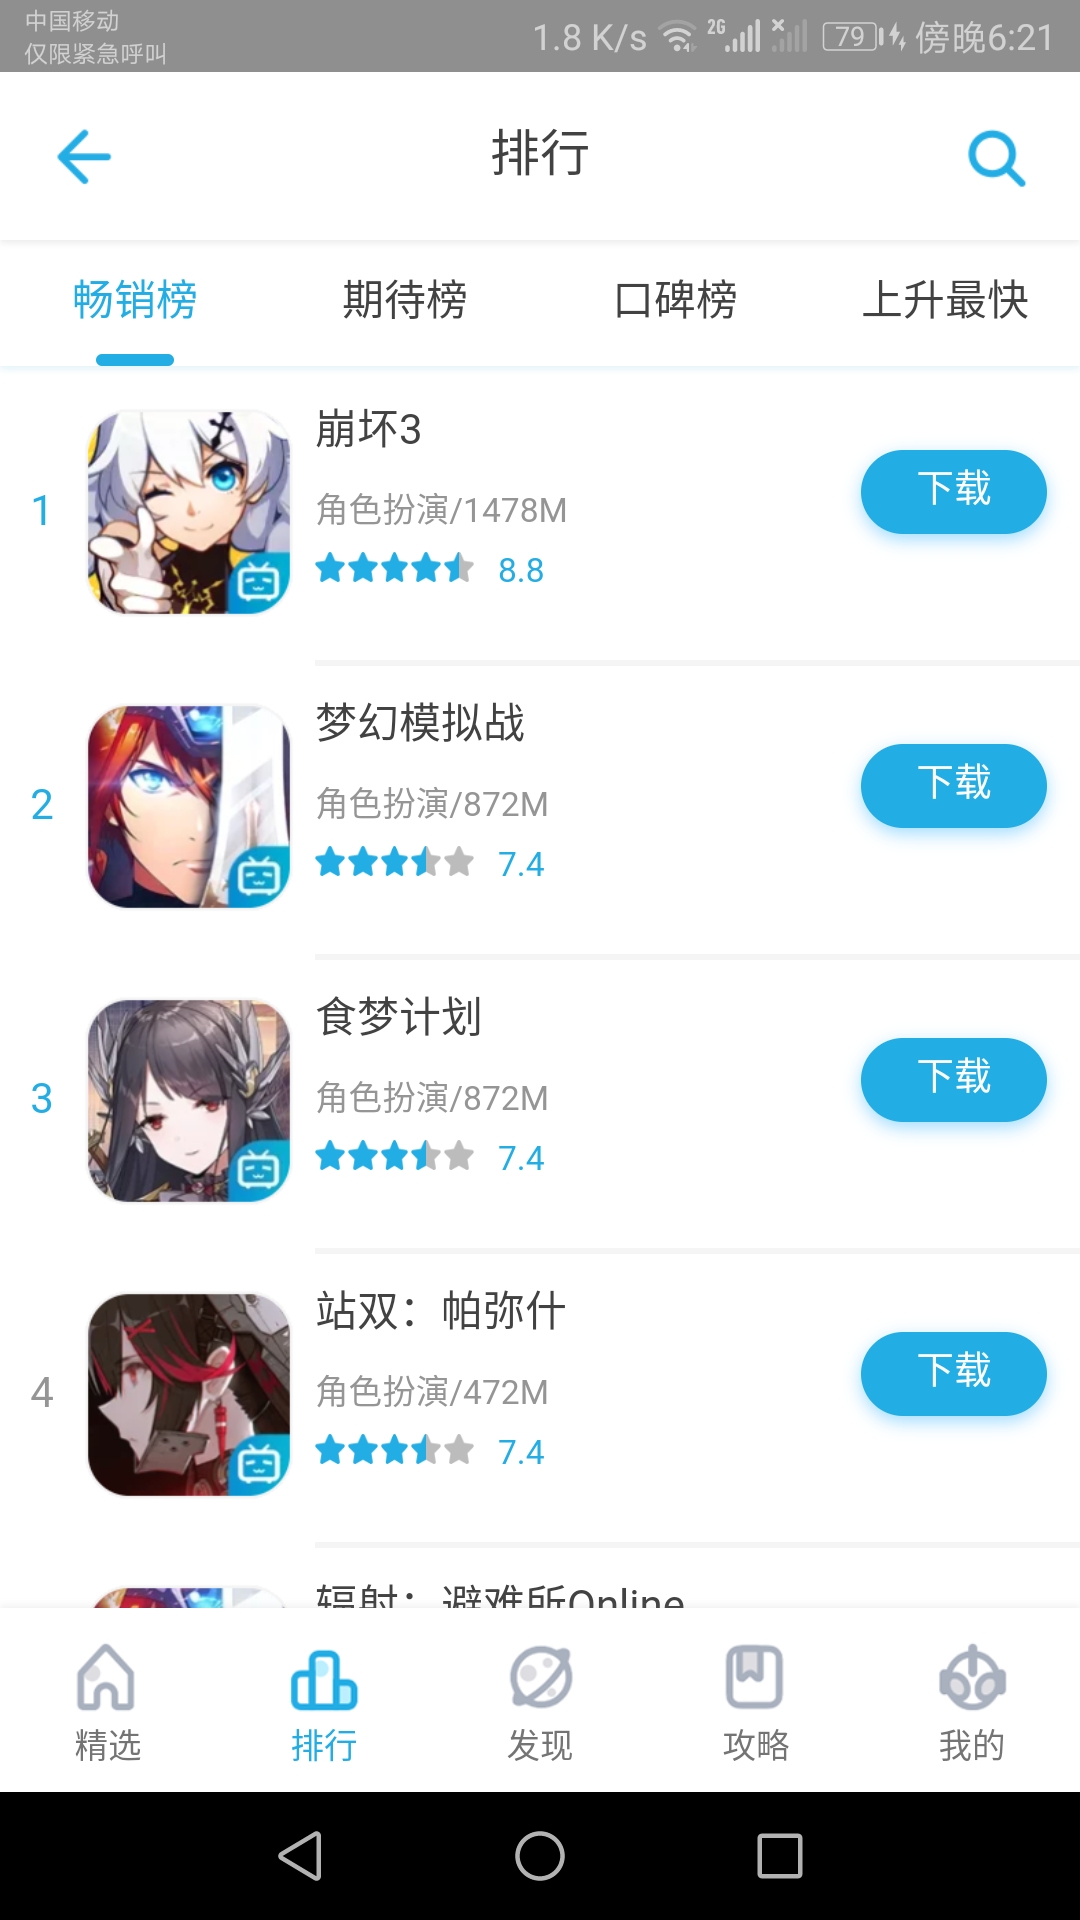 中国移动
仅限紧急呼叫
1.8 K/s 2G 79 傍晚6:21
排行
畅销榜 期待榜 口碑榜 上升最快
1
崩坏3
角色扮演/1478M
8.8
下载
2
梦幻模拟战
角色扮演/872M
7.4
下载
3
食梦计划
角色扮演/872M
7.4
下载
4
站双：帕弥什
角色扮演/472M
7.4
下载
辐射：避难所Online
精选 排行 发现 攻略 我的